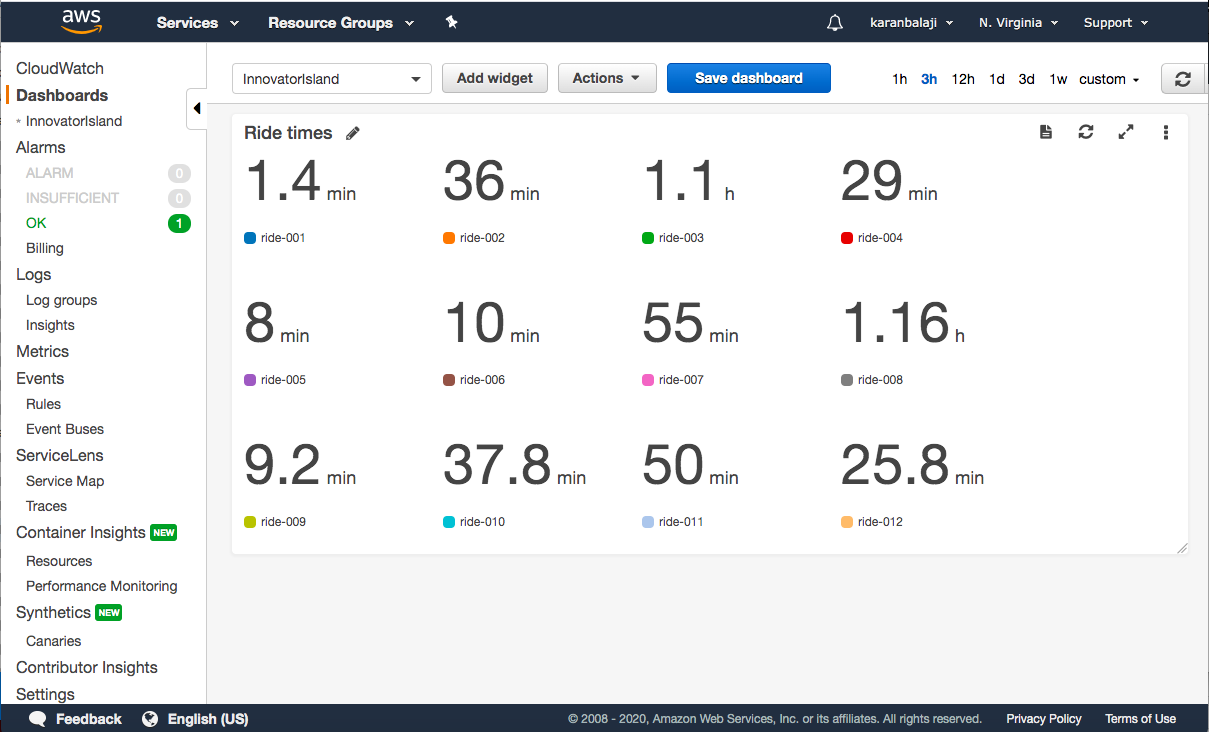 aws Services Resource Groups karanbalaji N. Virginia Support
CloudWatch
Dashboards
InnovatorIsland
Alarms
ALARM 0
INSUFFICIENT 0
OK 1
Billing
Logs
Log groups
Insights
Metrics
Events
Rules
Event Buses
ServiceLens
Service Map
Traces
Container Insights NEW
Resources
Performance Monitoring
Synthetics NEW
Canaries
Contributor Insights
Settings
InnovatorIsland Add widget Actions Save dashboard 1h 3h 12h 1d 3d 1w custom
Ride times
1.4 min 36 min 1.1 h 29 min
ride-001 ride-002 ride-003 ride-004
8 min 10 min 55 min 1.16 h
ride-005 ride-006 ride-007 ride-008
9.2 min 37.8 min 50 min 25.8 min
ride-009 ride-010 ride-011 ride-012
Feedback English (US) © 2008 - 2020, Amazon Web Services, Inc. or its affiliates. All rights reserved. Privacy Policy Terms of Use